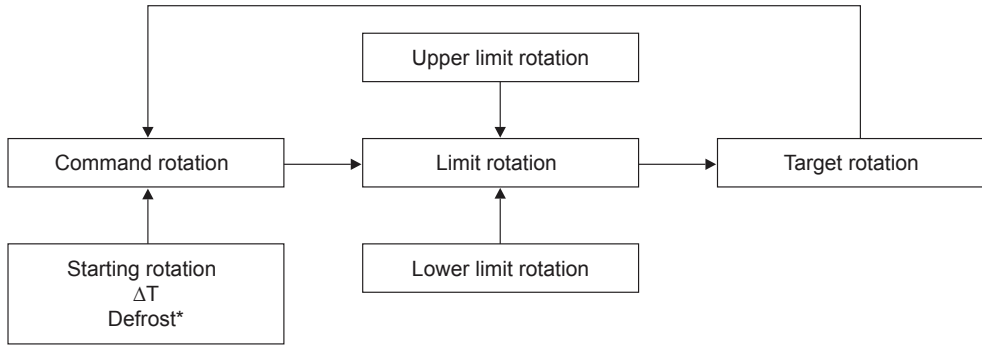 Upper limit rotation
Command rotation
Limit rotation
Target rotation
Starting rotation
ΔT
Defrost*
Lower limit rotation